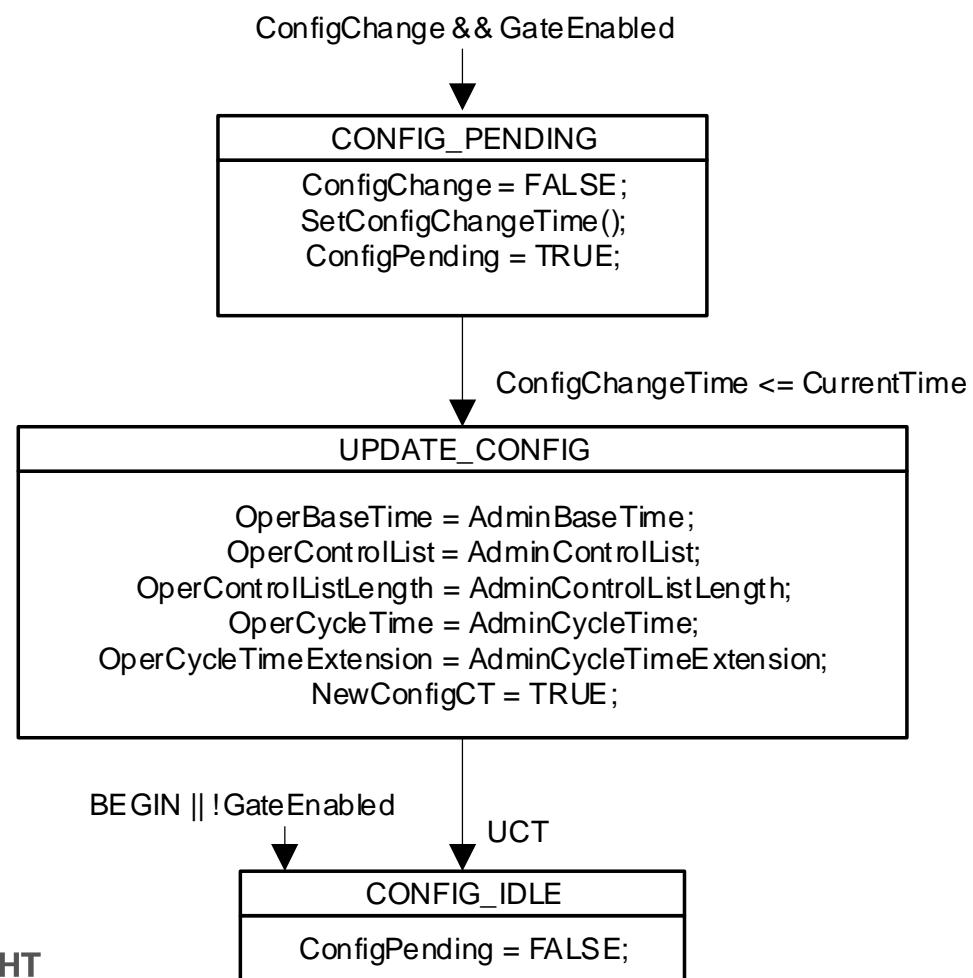 ConfigChange && GateEnabled
CONFIG_PENDING
ConfigChange = FALSE;
SetConfigChangeTime();
ConfigPending = TRUE;
ConfigChangeTime <= CurrentTime
UPDATE_CONFIG
OperBaseTime = AdminBaseTime;
OperControlList = AdminControlList;
OperControlListLength = AdminControlListLength;
OperCycleTime = AdminCycleTime;
OperCycleTimeExtension = AdminCycleTimeExtension;
NewConfigCT = TRUE;
BEGIN || !GateEnabled
UCT
CONFIG_IDLE
ConfigPending = FALSE;
HT